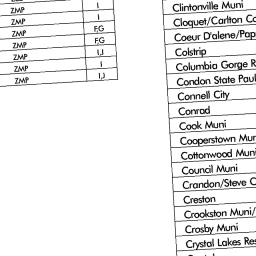 ZMP I
ZMP I
ZMP F,G
ZMP F,G
ZMP I,J
ZMP I
ZMP I,J
Clintonville Muni
Cloquet/Carlton
Coeur D'alene/Pap
Colstrip
Columbia Gorge R
Condon State Paul
Connell City
Conrad
Cook Muni
Cooperstown Mun
Cottonwood Muni
Council Muni
Crandon/Steve C
Creston
Crookston Muni/
Crosby Muni
Crystal Lakes Res